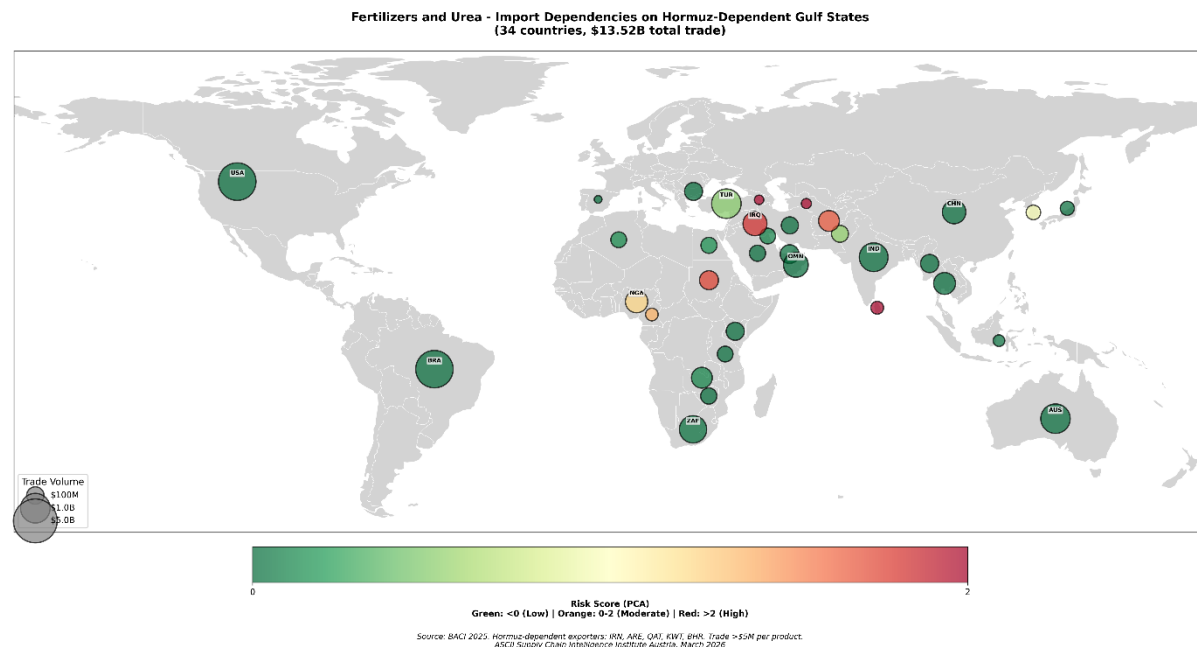 Fertilizers and Urea - Import Dependencies on Hormuz-Dependent Gulf States
(34 countries, $13.52B total trade)
USA
TUR
IRQ
CHN
OMN
IND
NGA
BRA
ZAF
AUS
Trade Volume
$100M
$1.0B
$5.0B
0
2
Risk Score (PCA)
Green: <0 (Low) | Orange: 0-2 (Moderate) | Red: >2 (High)
Source: BACI 2025. Hormuz-dependent exporters: IRN, ARE, QAT, KWT, BHR. Trade >$5M per product.
ASCII Supply Chain Intelligence Institute Austria, March 2026